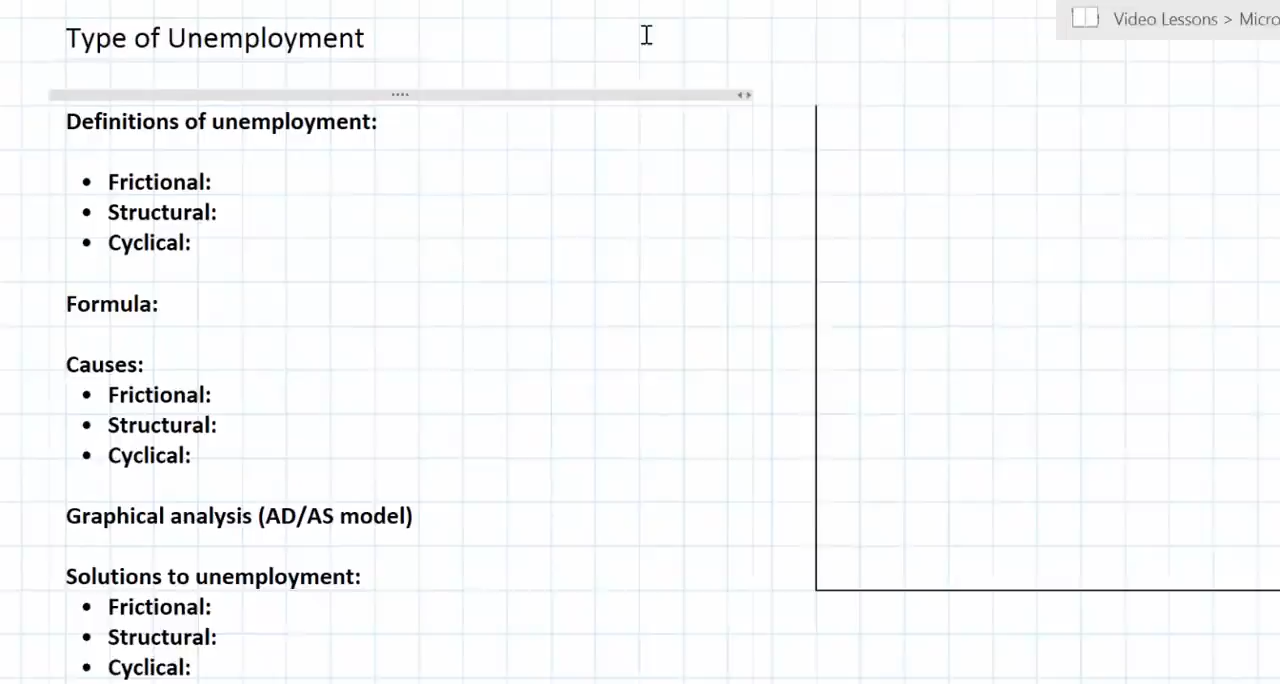 Type of Unemployment
Video Lessons > Micro
Definitions of unemployment:
• Frictional:
• Structural:
• Cyclical:
Formula:
Causes:
• Frictional:
• Structural:
• Cyclical:
Graphical analysis (AD/AS model)
Solutions to unemployment:
• Frictional:
• Structural:
• Cyclical: